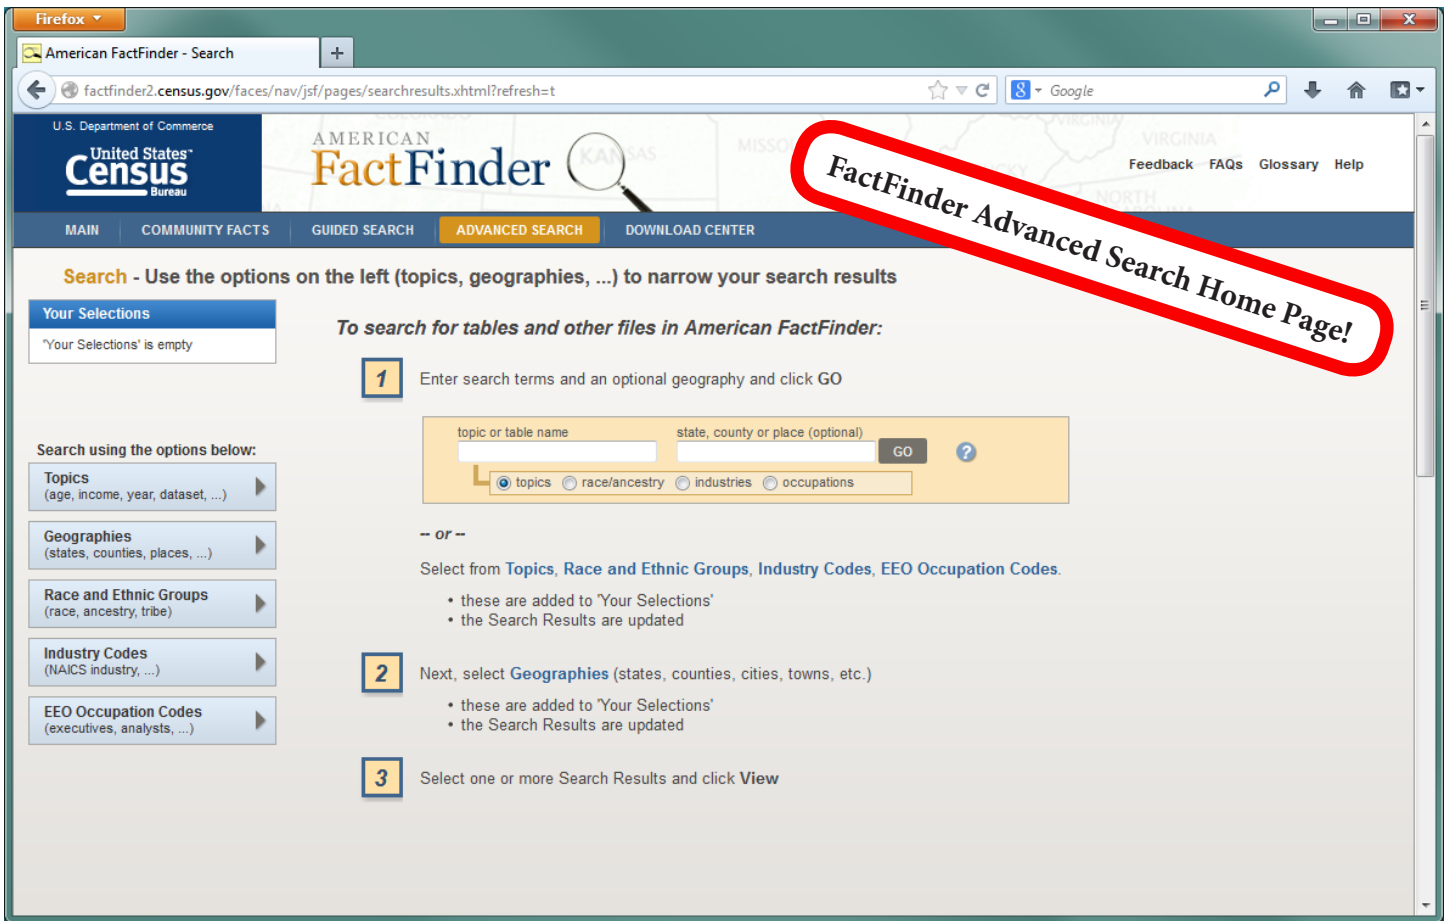 Firefox
American FactFinder - Search
factfinder2.census.gov/faces/nav/jsf/pages/searchresults.xhtml?refresh=t
Google
U.S. Department of Commerce
United States™
Census
Bureau
AMERICAN
FactFinder
KANSAS
VIRGINIA
NORTH
Feedback FAQs Glossary Help
FactFinder Advanced Search Home Page!
MAIN COMMUNITY FACTS GUIDED SEARCH ADVANCED SEARCH DOWNLOAD CENTER
Search - Use the options on the left (topics, geographies, ...) to narrow your search results
Your Selections
'Your Selections' is empty
Search using the options below:
Topics
(age, income, year, dataset, ...)
Geographies
(states, counties, places, ...)
Race and Ethnic Groups
(race, ancestry, tribe)
Industry Codes
(NAICS industry, ...)
EEO Occupation Codes
(executives, analysts, ...)
To search for tables and other files in American FactFinder:
1 Enter search terms and an optional geography and click GO
topic or table name state, county or place (optional)
GO
topics race/ancestry industries occupations
-- or --
Select from Topics, Race and Ethnic Groups, Industry Codes, EEO Occupation Codes.
• these are added to 'Your Selections'
• the Search Results are updated
2 Next, select Geographies (states, counties, cities, towns, etc.)
• these are added to 'Your Selections'
• the Search Results are updated
3 Select one or more Search Results and click View